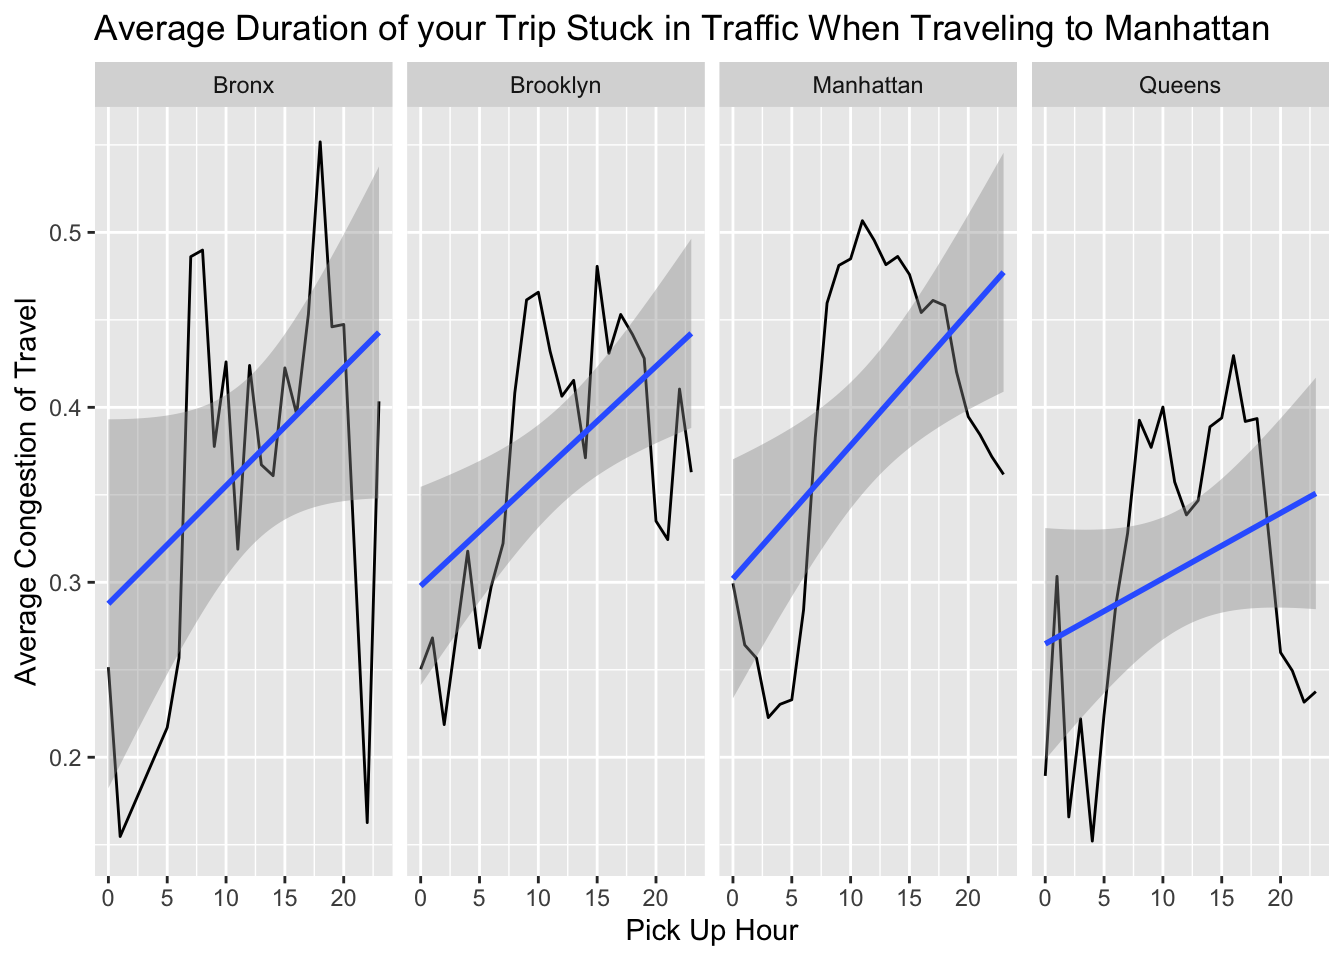 Average Duration of your Trip Stuck in Traffic When Traveling to Manhattan
Bronx Brooklyn Manhattan Queens
Average Congestion of Travel
0.5
0.4
0.3
0.2
0 5 10 15 20 0 5 10 15 20 0 5 10 15 20 0 5 10 15 20
Pick Up Hour